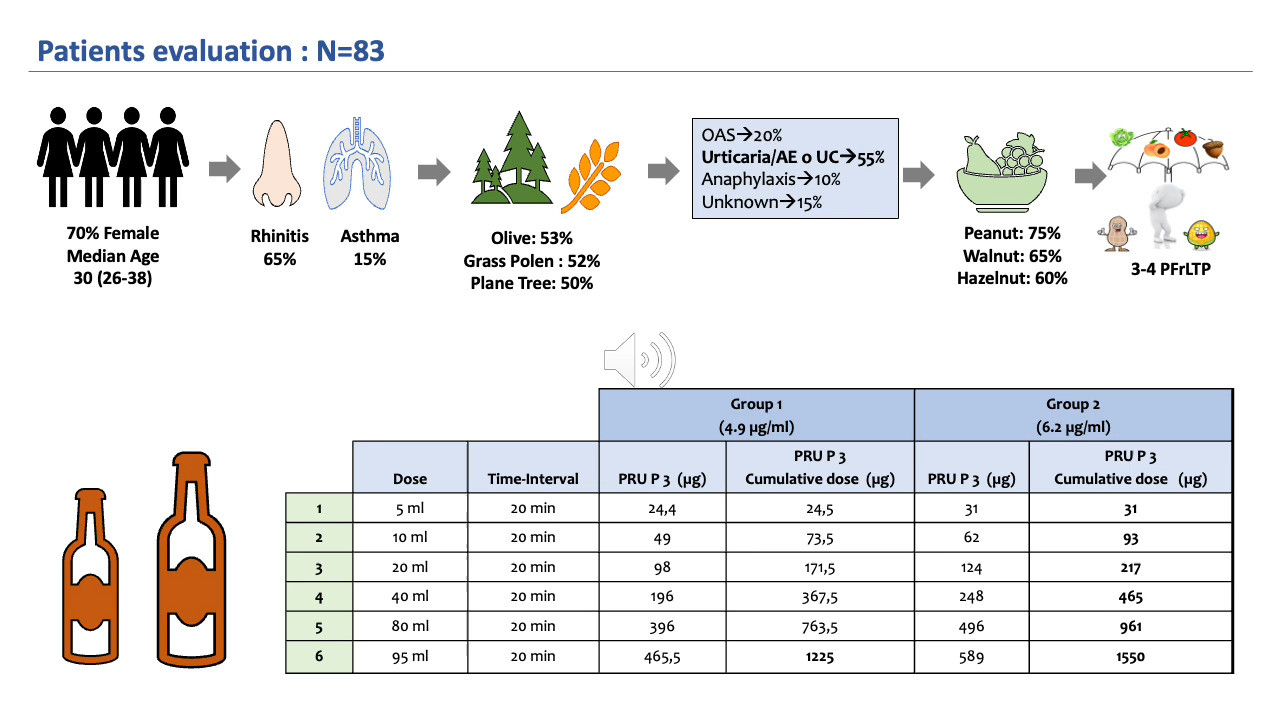 Patients evaluation : N=83
70% Female
Median Age
30 (26-38)
Rhinitis
65%
Asthma
15%
Olive: 53%
Grass Polen : 52%
Plane Tree: 50%
OAS→20%
Urticaria/AE o UC→55%
Anaphylaxis→10%
Unknown→15%
Peanut: 75%
Walnut: 65%
Hazelnut: 60%
3-4 PFrLTP
Group 1
(4.9 µg/ml)
Group 2
(6.2 µg/ml)
Dose
Time-Interval
PRU P 3 (µg)
PRU P 3
Cumulative dose (µg)
PRU P 3 (µg)
PRU P 3
Cumulative dose (µg)
1 5 ml 20 min 24,4 24,5 31 31
2 10 ml 20 min 49 73,5 62 93
3 20 ml 20 min 98 171,5 124 217
4 40 ml 20 min 196 367,5 248 465
5 80 ml 20 min 396 763,5 496 961
6 95 ml 20 min 465,5 1225 589 1550